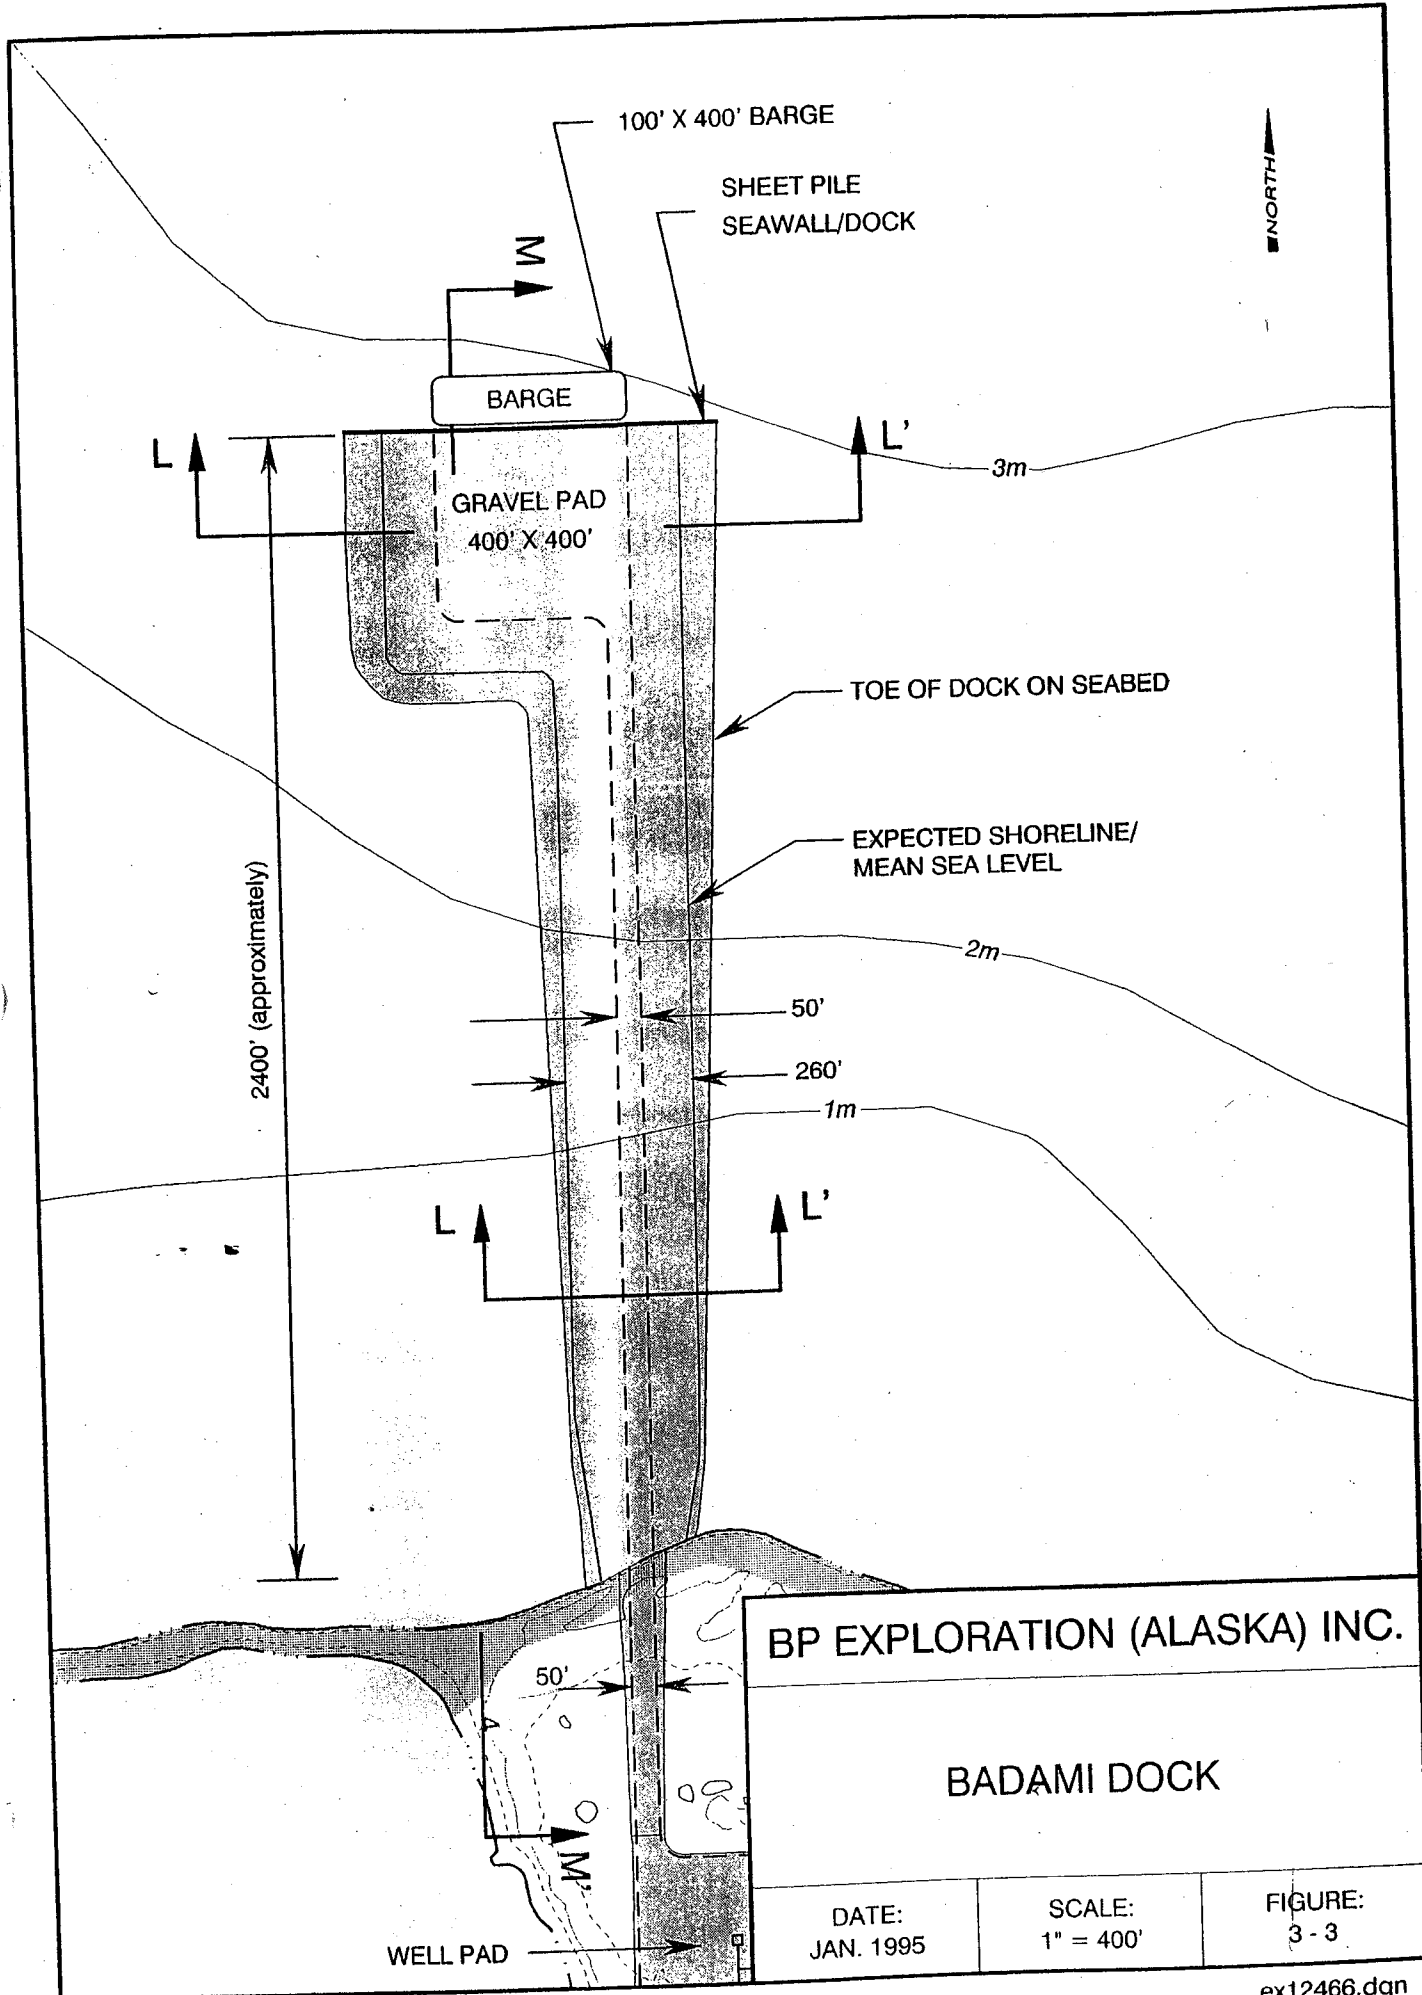 100' X 400' BARGE
SHEET PILE
SEAWALL/DOCK
NORTH
M
BARGE
L
L'
3m
GRAVEL PAD
400' X 400'
TOE OF DOCK ON SEABED
EXPECTED SHORELINE/
MEAN SEA LEVEL
2400' (approximately)
2m
50'
260'
1m
L
L'
50'
M'
WELL PAD
BP EXPLORATION (ALASKA) INC.
BADAMI DOCK
DATE:
JAN. 1995
SCALE:
1" = 400'
FIGURE:
3 - 3
ex12466.dgn